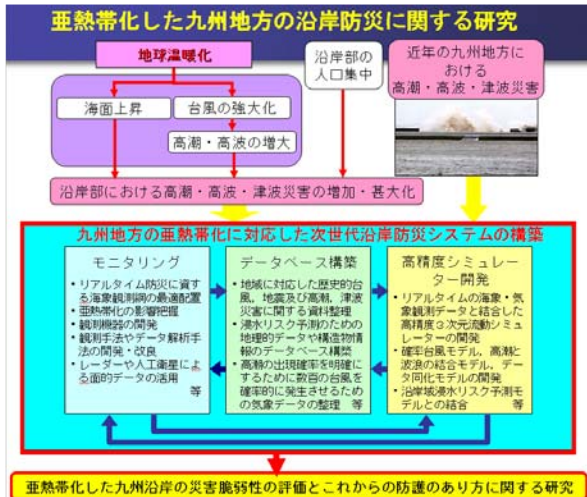 亜熱帯化した九州地方の沿岸防災に関する研究
地球温暖化
海面上昇
台風の強大化
高潮・高波の増大
沿岸部の
人口集中
近年の九州地方に
おける
高潮・高波・津波災害
沿岸部における高潮・高波・津波災害の増加・甚大化
九州地方の亜熱帯化に対応した次世代沿岸防災システムの構築
モニタリング
・リアルタイム防災に資す
る海象観測網の最適配置
・亜熱帯化の影響把握
・観測機器の開発
・観測手法やデータ解析手
法の開発・改良
・レーダーや人工衛星によ
る面的データの活用
等
データベース構築
・地域に対応した歴史的台
風，地震及び高潮，津波
災害に関する資料整理
・浸水リスク予測のための
地理的データや構造物情
報のデータベース構築
・高潮の出現確率を明確に
するために数百の台風を
確率的に発生させるため
の気象データの整理　等
高精度シミュレー
ター開発
・リアルタイムの海象・気
象観測データと結合した
高精度３次元流動シミュ
レーターの開発
・確率台風モデル，高潮と
波浪の結合モデル，データ
同化モデルの開発
・沿岸域浸水リスク予測モ
デルとの結合　等
亜熱帯化した九州沿岸の災害脆弱性の評価とこれからの防護のあり方に関する研究